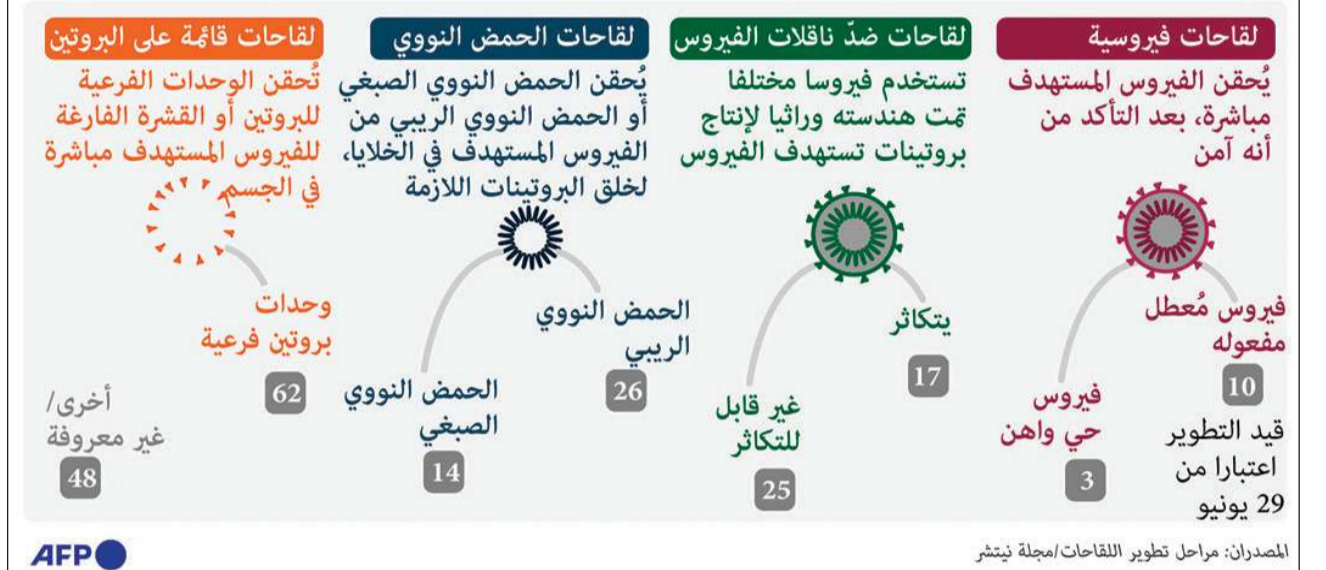 لقاحات فيروسية
يُحقن الفيروس المستهدف
مباشرة، بعد التأكد من
أنه آمن
فيروس مُعطل
مفعوله
10
فيروس
حي واهن
3
قيد التطوير
اعتبارا من
29 يونيو
لقاحات ضدّ ناقلات الفيروس
تستخدم فيروسا مختلفا
تمت هندسته وراثيا لإنتاج
بروتينات تستهدف الفيروس
يتكاثر
17
غير قابل
للتكاثر
25
لقاحات الحمض النووي
يُحقن الحمض النووي الصبغي
أو الحمض النووي الريبي من
الفيروس المستهدف في الخلايا،
لخلق البروتينات اللازمة
الحمض النووي
الريبي
26
الحمض النووي
الصبغي
14
لقاحات قائمة على البروتين
تُحقن الوحدات الفرعية
للبروتين أو القشرة الفارغة
للفيروس المستهدف مباشرة
في الجسم
وحدات
بروتين فرعية
62
أخرى/
غير معروفة
48
المصدران: مراحل تطوير اللقاحات/مجلة نيتشر
AFP